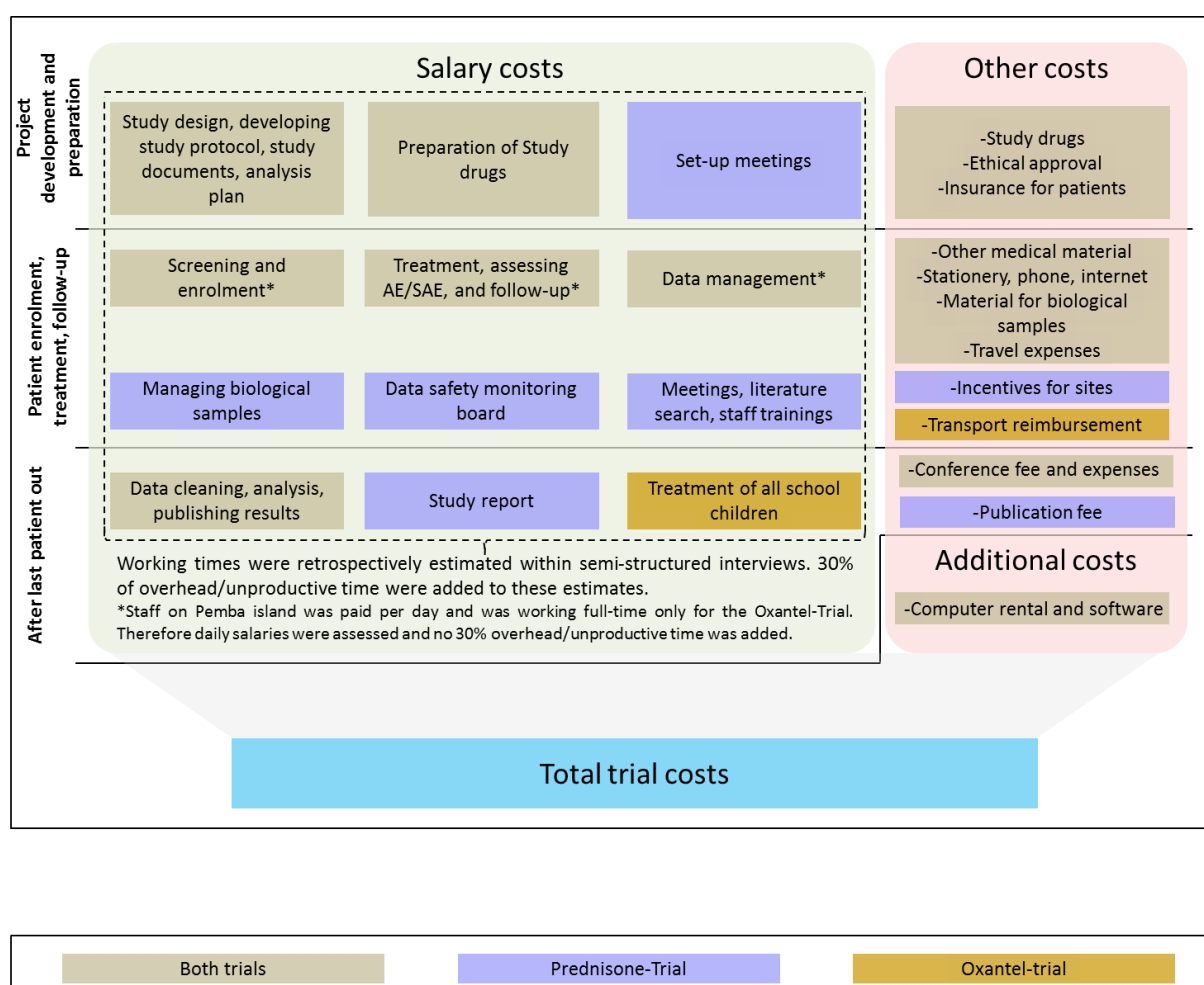 Project
development and
preparation
Salary costs
Other costs
Study design, developing
study protocol, study
documents, analysis
plan
Preparation of Study
drugs
Set-up meetings
-Study drugs
-Ethical approval
-Insurance for patients
Patient enrolment,
treatment, follow-up
Screening and
enrolment*
Treatment, assessing
AE/SAE, and follow-up*
Data management*
-Other medical material
-Stationery, phone, internet
-Material for biological
samples
-Travel expenses
Managing biological
samples
Data safety monitoring
board
Meetings, literature
search, staff trainings
-Incentives for sites
-Transport reimbursement
After last patient out
Data cleaning, analysis,
publishing results
Study report
Treatment of all school
children
-Conference fee and expenses
-Publication fee
Working times were retrospectively estimated within semi-structured interviews. 30%
of overhead/unproductive time were added to these estimates.
*Staff on Pemba island was paid per day and was working full-time only for the Oxantel-Trial.
Therefore daily salaries were assessed and no 30% overhead/unproductive time was added.
Additional costs
-Computer rental and software
Total trial costs
Both trials
Prednisone-Trial
Oxantel-trial